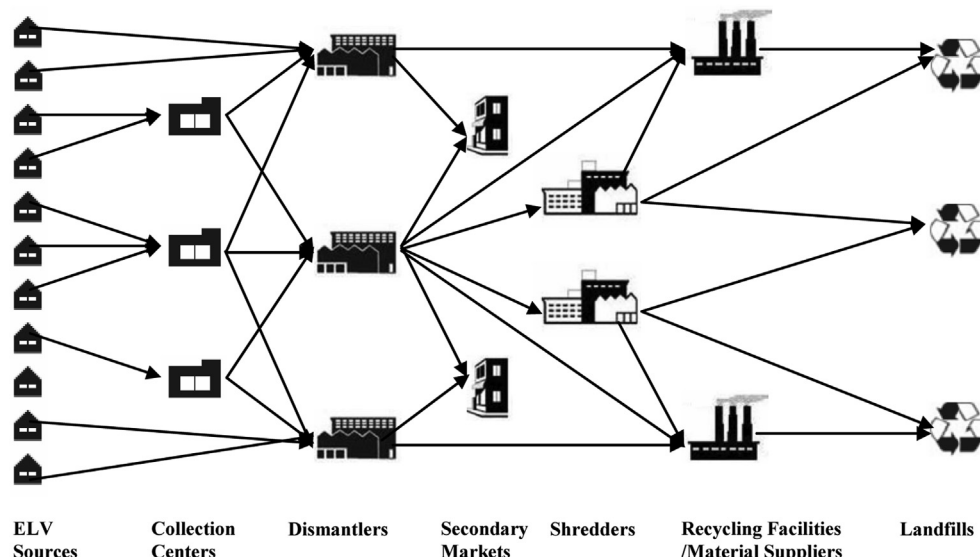 ELV Sources
Collection Centers
Dismantlers
Secondary Markets
Shredders
Recycling Facilities /Material Suppliers
Landfills